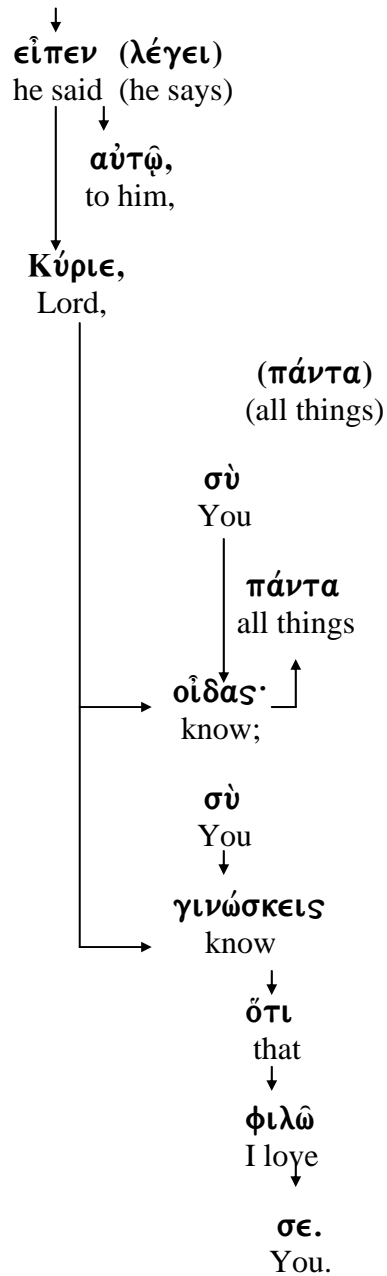 εἶπεν (λέγει)
he said (he says)
αὐτῷ,
to him,
Κύριε,
Lord,
(πάντα)
(all things)
σὺ
You
πάντα
all things
οἶδας·
know;
σὺ
You
γινώσκεις
know
ὅτι
that
φιλῶ
I love
σε.
You.